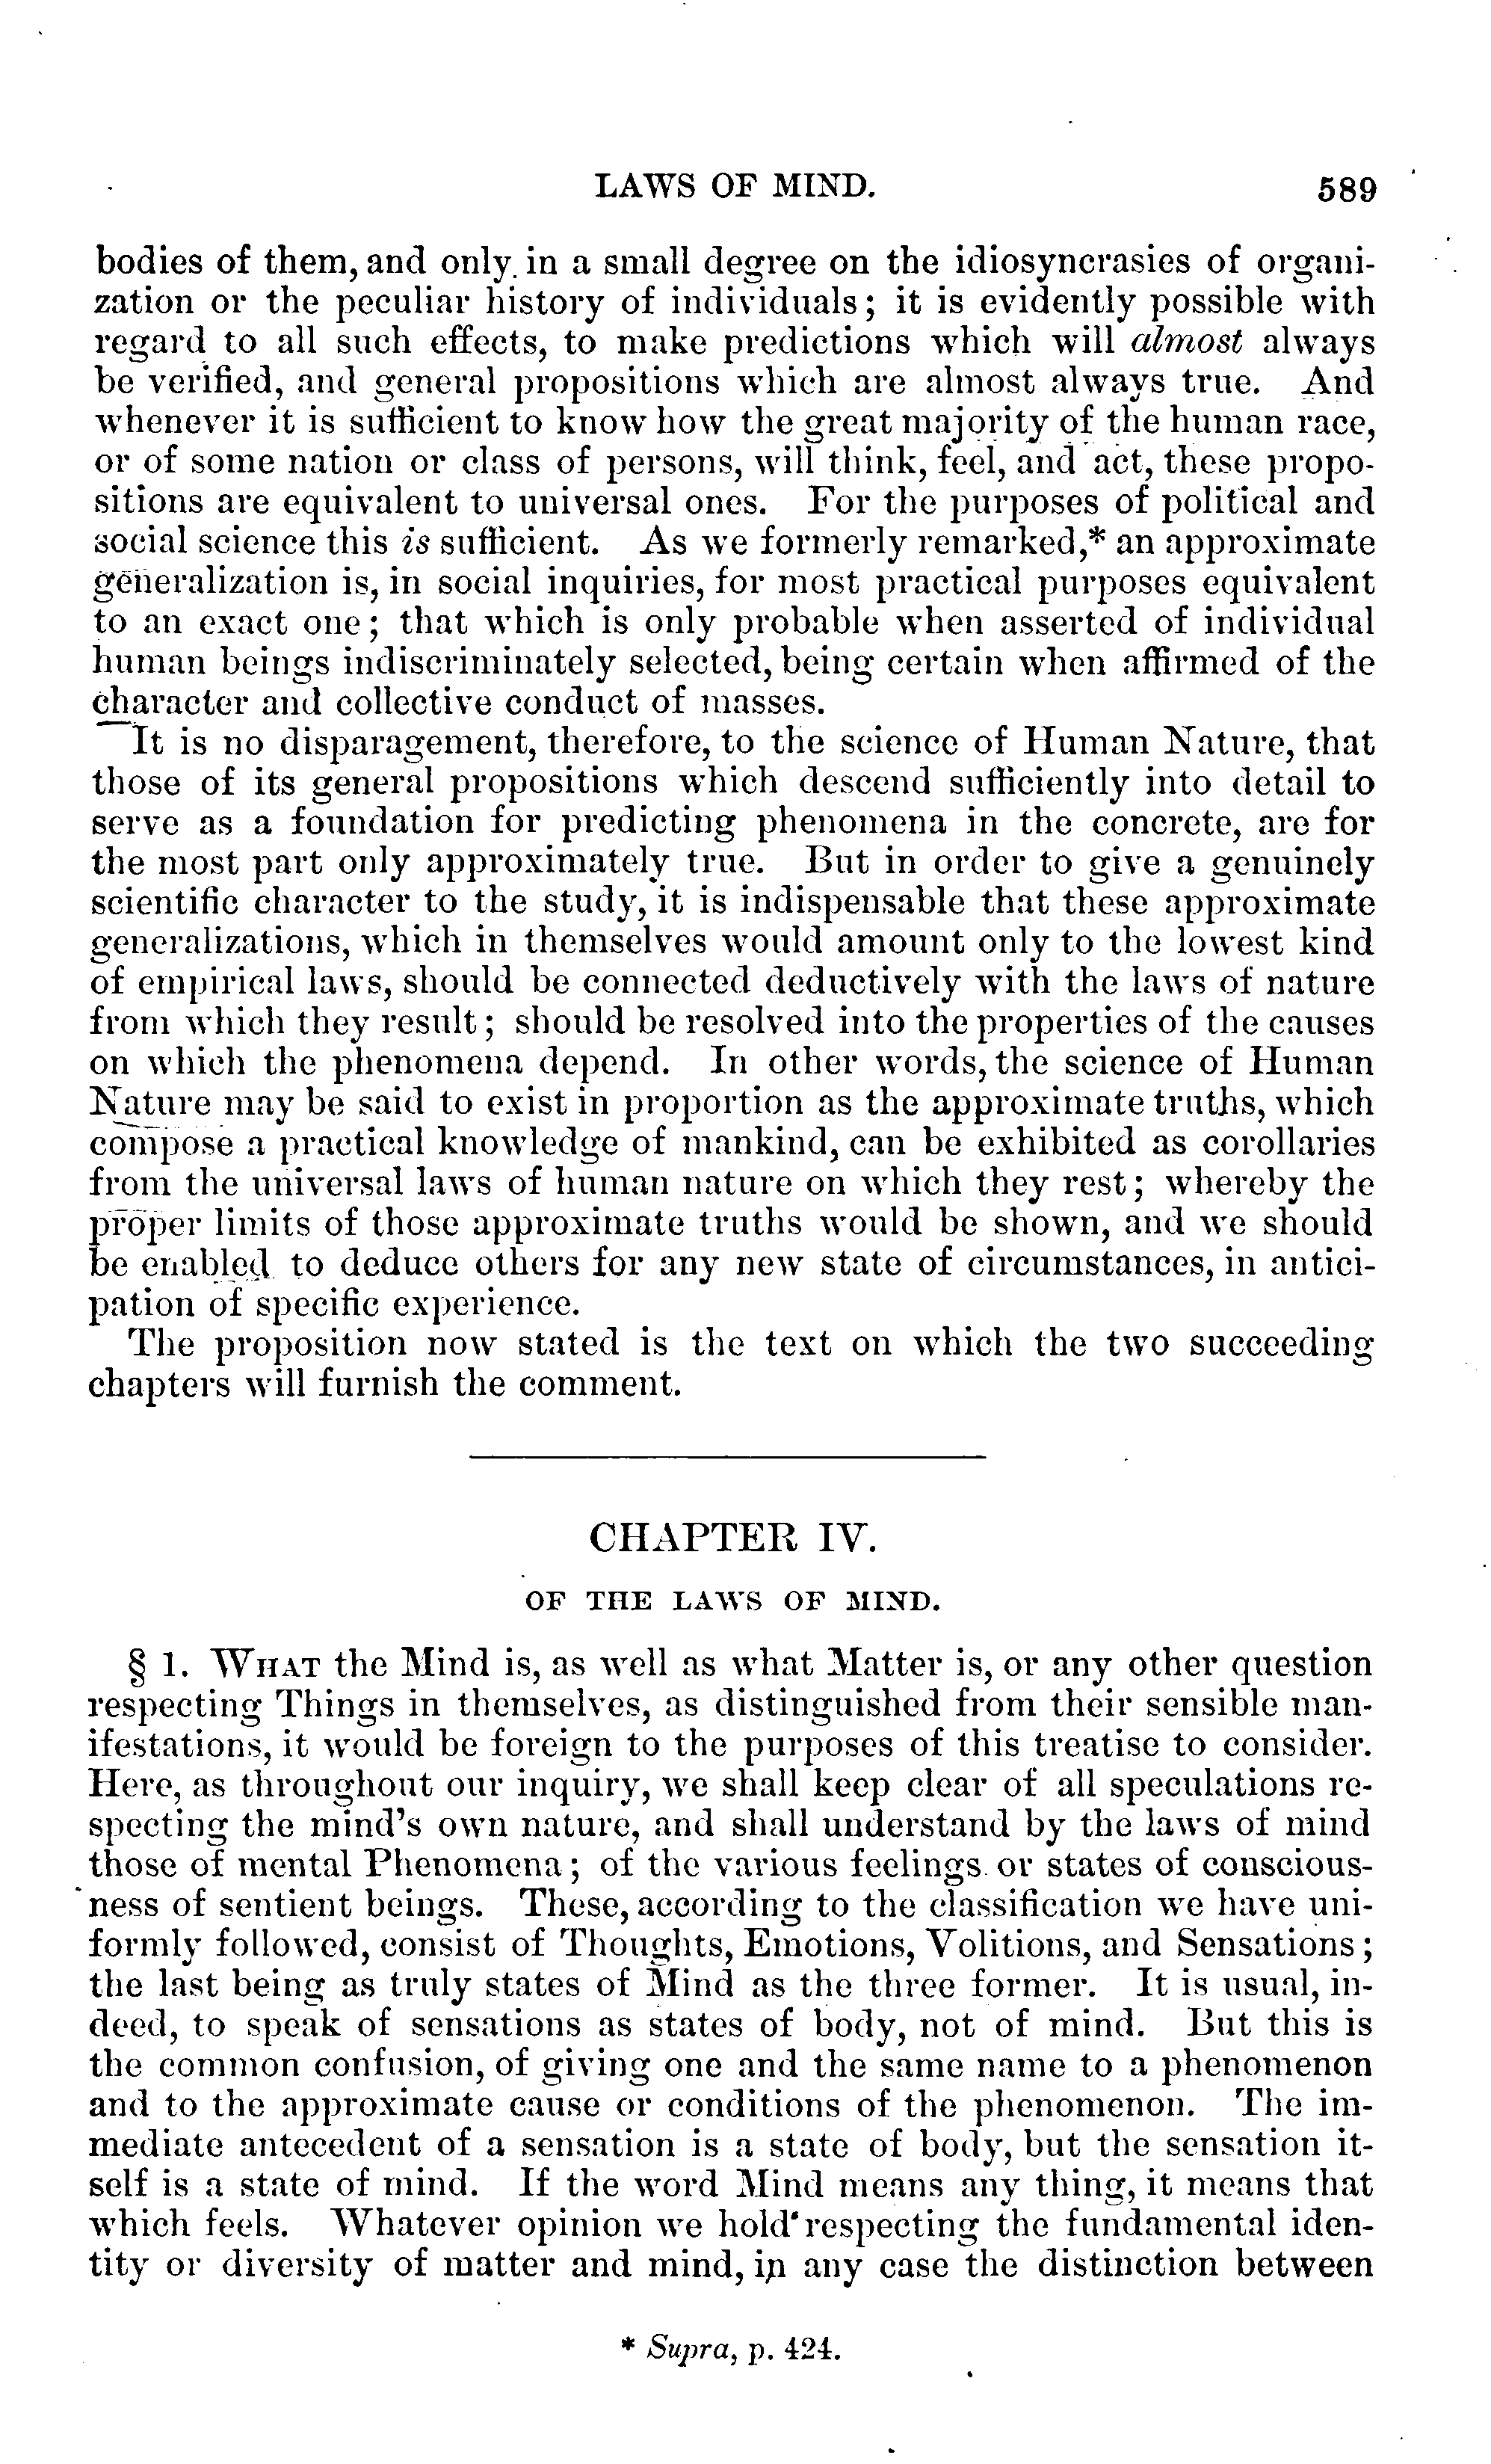 LAWS OF MIND. 589
bodies of them, and only in a small degree on the idiosyncrasies of organi-
zation or the peculiar history of individuals; it is evidently possible with
regard to all such effects, to make predictions which will almost always
be verified, and general propositions which are almost always true. And
whenever it is sufficient to know how the great majority of the human race,
or of some nation or class of persons, will think, feel, and act, these propo-
sitions are equivalent to universal ones. For the purposes of political and
social science this is sufficient. As we formerly remarked,* an approximate
generalization is, in social inquiries, for most practical purposes equivalent
to an exact one; that which is only probable when asserted of individual
human beings indiscriminately selected, being certain when affirmed of the
character and collective conduct of masses.
It is no disparagement, therefore, to the science of Human Nature, that
those of its general propositions which descend sufficiently into detail to
serve as a foundation for predicting phenomena in the concrete, are for
the most part only approximately true. But in order to give a genuinely
scientific character to the study, it is indispensable that these approximate
generalizations, which in themselves would amount only to the lowest kind
of empirical laws, should be connected deductively with the laws of nature
from which they result; should be resolved into the properties of the causes
on which the phenomena depend. In other words, the science of Human
Nature may be said to exist in proportion as the approximate truths, which
compose a practical knowledge of mankind, can be exhibited as corollaries
from the universal laws of human nature on which they rest; whereby the
proper limits of those approximate truths would be shown, and we should
be enabled to deduce others for any new state of circumstances, in antici-
pation of specific experience.
The proposition now stated is the text on which the two succeeding
chapters will furnish the comment.
CHAPTER IV.
OF THE LAWS OF MIND.
§ 1. WHAT the Mind is, as well as what Matter is, or any other question
respecting Things in themselves, as distinguished from their sensible man-
ifestations, it would be foreign to the purposes of this treatise to consider.
Here, as throughout our inquiry, we shall keep clear of all speculations re-
specting the mind's own nature, and shall understand by the laws of mind
those of mental Phenomena; of the various feelings or states of conscious-
ness of sentient beings. These, according to the classification we have uni-
formly followed, consist of Thoughts, Emotions, Volitions, and Sensations;
the last being as truly states of Mind as the three former. It is usual, in-
deed, to speak of sensations as states of body, not of mind. But this is
the common confusion, of giving one and the same name to a phenomenon
and to the approximate cause or conditions of the phenomenon. The im-
mediate antecedent of a sensation is a state of body, but the sensation it-
self is a state of mind. If the word Mind means any thing, it means that
which feels. Whatever opinion we hold respecting the fundamental iden-
tity or diversity of matter and mind, in any case the distinction between
* Supra, p. 424.